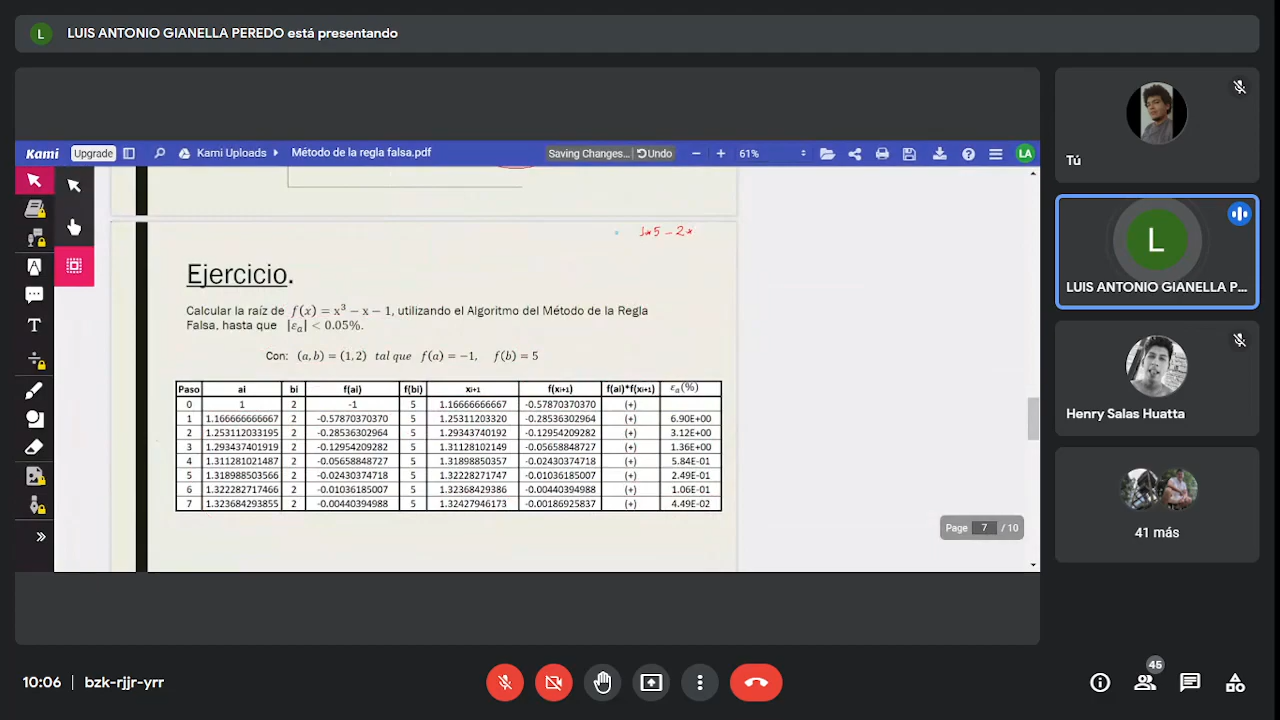 L LUIS ANTONIO GIANELLA PEREDO está presentando
Kami Upgrade Kami Uploads Método de la regla falsa.pdf Saving Changes... Undo − + 61% LA
1*5-2*
Ejercicio.
Calcular la raíz de f(x) = x³ − x − 1, utilizando el Algoritmo del Método de la Regla
Falsa, hasta que |εₐ| < 0.05%.
Con: (a, b) = (1, 2) tal que f(a) = −1, f(b) = 5
Paso ai bi f(ai) f(bi) xi+1 f(xi+1) f(ai)*f(xi+1) εₐ(%)
0 1 2 -1 5 1.16666666667 -0.57870370370 (+)
1 1.166666666667 2 -0.57870370370 5 1.25311203320 -0.28536302964 (+) 6.90E+00
2 1.253112033195 2 -0.28536302964 5 1.29343740192 -0.12954209282 (+) 3.12E+00
3 1.293437401919 2 -0.12954209282 5 1.31128102149 -0.05658848727 (+) 1.36E+00
4 1.311281021487 2 -0.05658848727 5 1.31898850357 -0.02430374718 (+) 5.84E-01
5 1.318988503566 2 -0.02430374718 5 1.32228271747 -0.01036185007 (+) 2.49E-01
6 1.322282717466 2 -0.01036185007 5 1.32368429386 -0.00440394988 (+) 1.06E-01
7 1.323684293855 2 -0.00440394988 5 1.32427946173 -0.00186925837 (+) 4.49E-02
Page 7 / 10
Tú
L
LUIS ANTONIO GIANELLA P...
Henry Salas Huatta
41 más
10:06 | bzk-rjjr-yrr
45